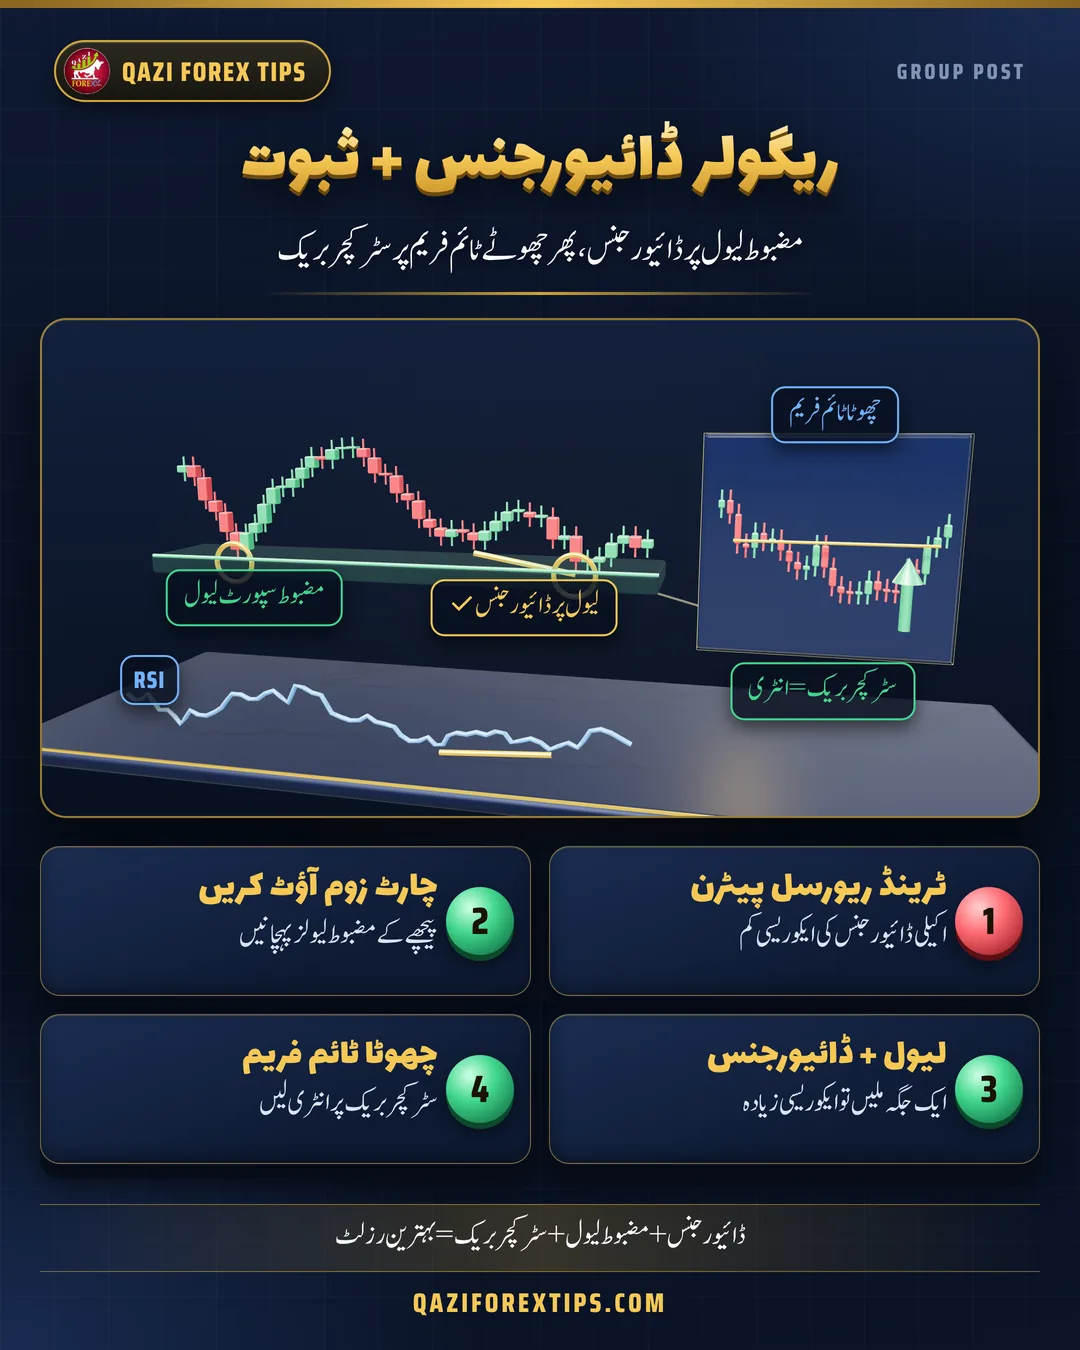 QAZI FOREX TIPS
GROUP POST
ریگولر ڈائیورجنس + ثبوت
مضبوط لیول پر ڈائیورجنس، پھر چھوٹے ٹائم فریم پر سٹرکچر بریک
چھوٹا ٹائم فریم
مضبوط سپورٹ لیول
لیول پر ڈائیورجنس ✓
سٹرکچر بریک = انٹری
RSI
1
ٹرینڈ ریورسل پیٹرن
اکیلی ڈائیورجنس کی ایکوریسی کم
2
چارٹ زوم آؤٹ کریں
پیچھے کے مضبوط لیولز پہچانیں
3
لیول + ڈائیورجنس
ایک جگہ ملیں تو ایکوریسی زیادہ
4
چھوٹا ٹائم فریم
سٹرکچر بریک پر انٹری لیں
ڈائیورجنس + مضبوط لیول + سٹرکچر بریک = بہترین رزلٹ
QAZIFOREXTIPS.COM